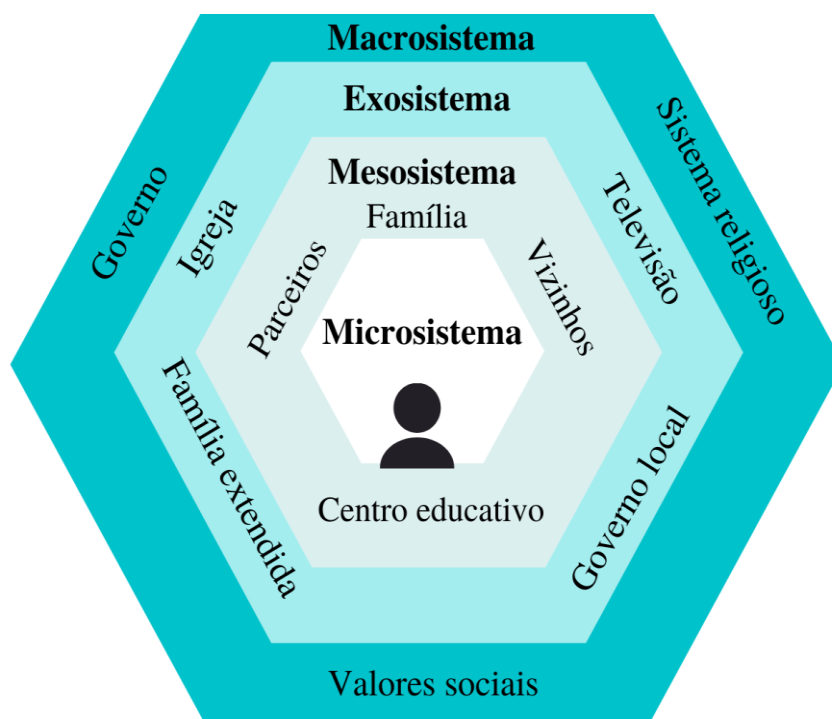 Macrosistema
Exosistema
Mesosistema
Família
Microsistema
Governo
Igreja
Parceiros
Vizinhos
Televisão
Sistema religioso
Família extendida
Centro educativo
Governo local
Valores sociais